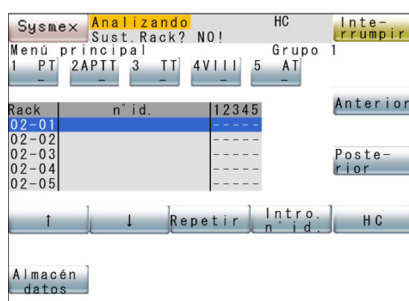 Sysmex Analizando HC Inte-
rrumpir
Sust.Rack? NO!
Menú principal Grupo 1
1 PT 2APTT 3 TT 4VIII 5 AT
- - - - -
Rack n°id. 12345
02-01 -----
02-02 -----
02-03 -----
02-04 -----
02-05 -----
Anterior
Poste-
rior
↑ ↓ Repetir Intro.
n°id. HC
Almacén
datos